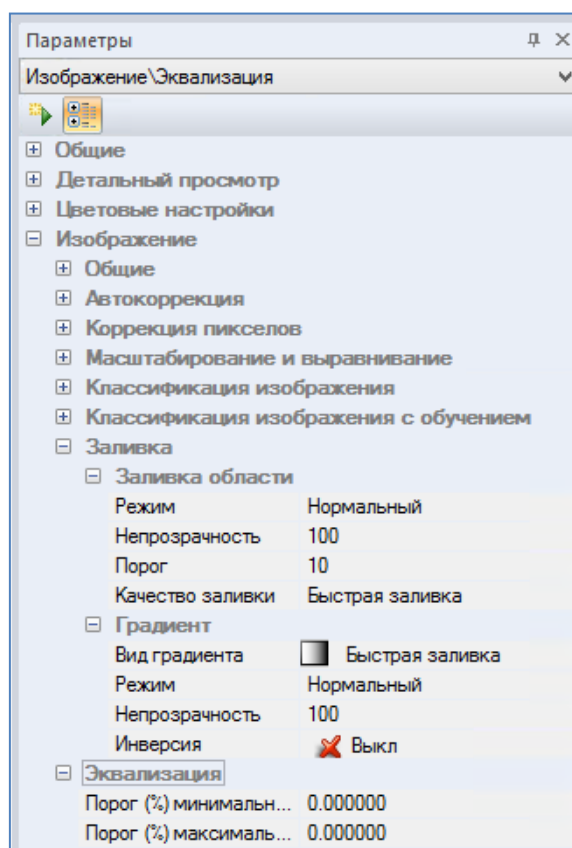 Параметры
Изображение\Эквализация
Общие
Детальный просмотр
Цветовые настройки
Изображение
Общие
Автокоррекция
Коррекция пикселов
Масштабирование и выравнивание
Классификация изображения
Классификация изображения с обучением
Заливка
Заливка области
Режим Нормальный
Непрозрачность 100
Порог 10
Качество заливки Быстрая заливка
Градиент
Вид градиента Быстрая заливка
Режим Нормальный
Непрозрачность 100
Инверсия Выкл
Эквализация
Порог (%) минимальн... 0.000000
Порог (%) максималь... 0.000000